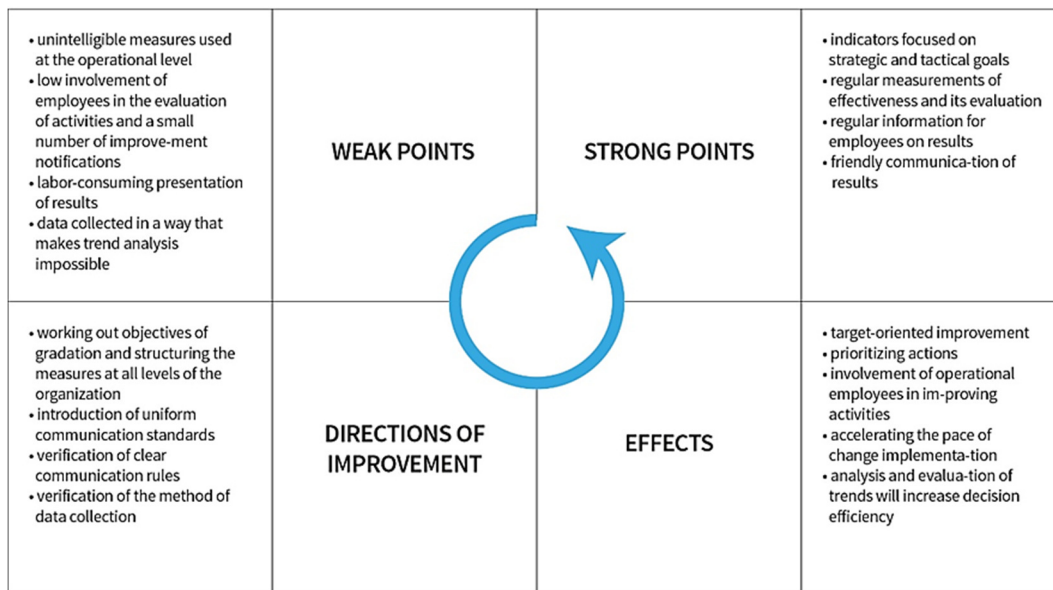 • unintelligible measures used
at the operational level
• low involvement of
employees in the evaluation
of activities and a small
number of improve-ment
notifications
• labor-consuming presentation
of results
• data collected in a way that
makes trend analysis
impossible
WEAK POINTS
STRONG POINTS
• indicators focused on
strategic and tactical goals
• regular measurements of
effectiveness and its evaluation
• regular information for
employees on results
• friendly communica-tion of
results
• working out objectives of
gradation and structuring the
measures at all levels of the
organization
• introduction of uniform
communication standards
• verification of clear
communication rules
• verification of the method of
data collection
DIRECTIONS OF
IMPROVEMENT
EFFECTS
• target-oriented improvement
• prioritizing actions
• involvement of operational
employees in im-proving
activities
• accelerating the pace of
change implementa-tion
• analysis and evalua-tion of
trends will increase decision
efficiency